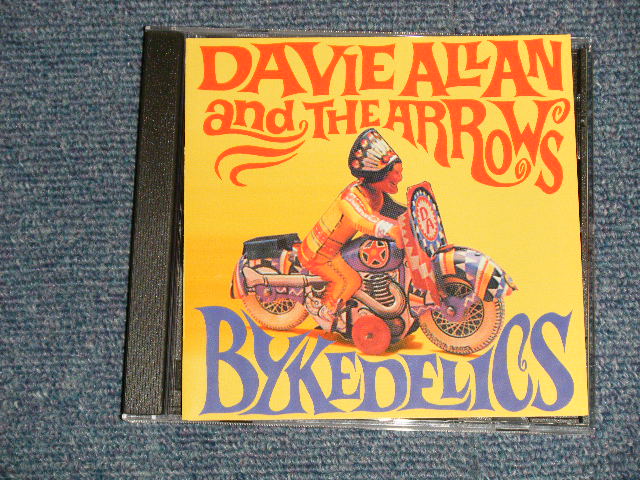 DAVIE ALLAN
and THE ARROWS
D.A.
BYKEDELICS